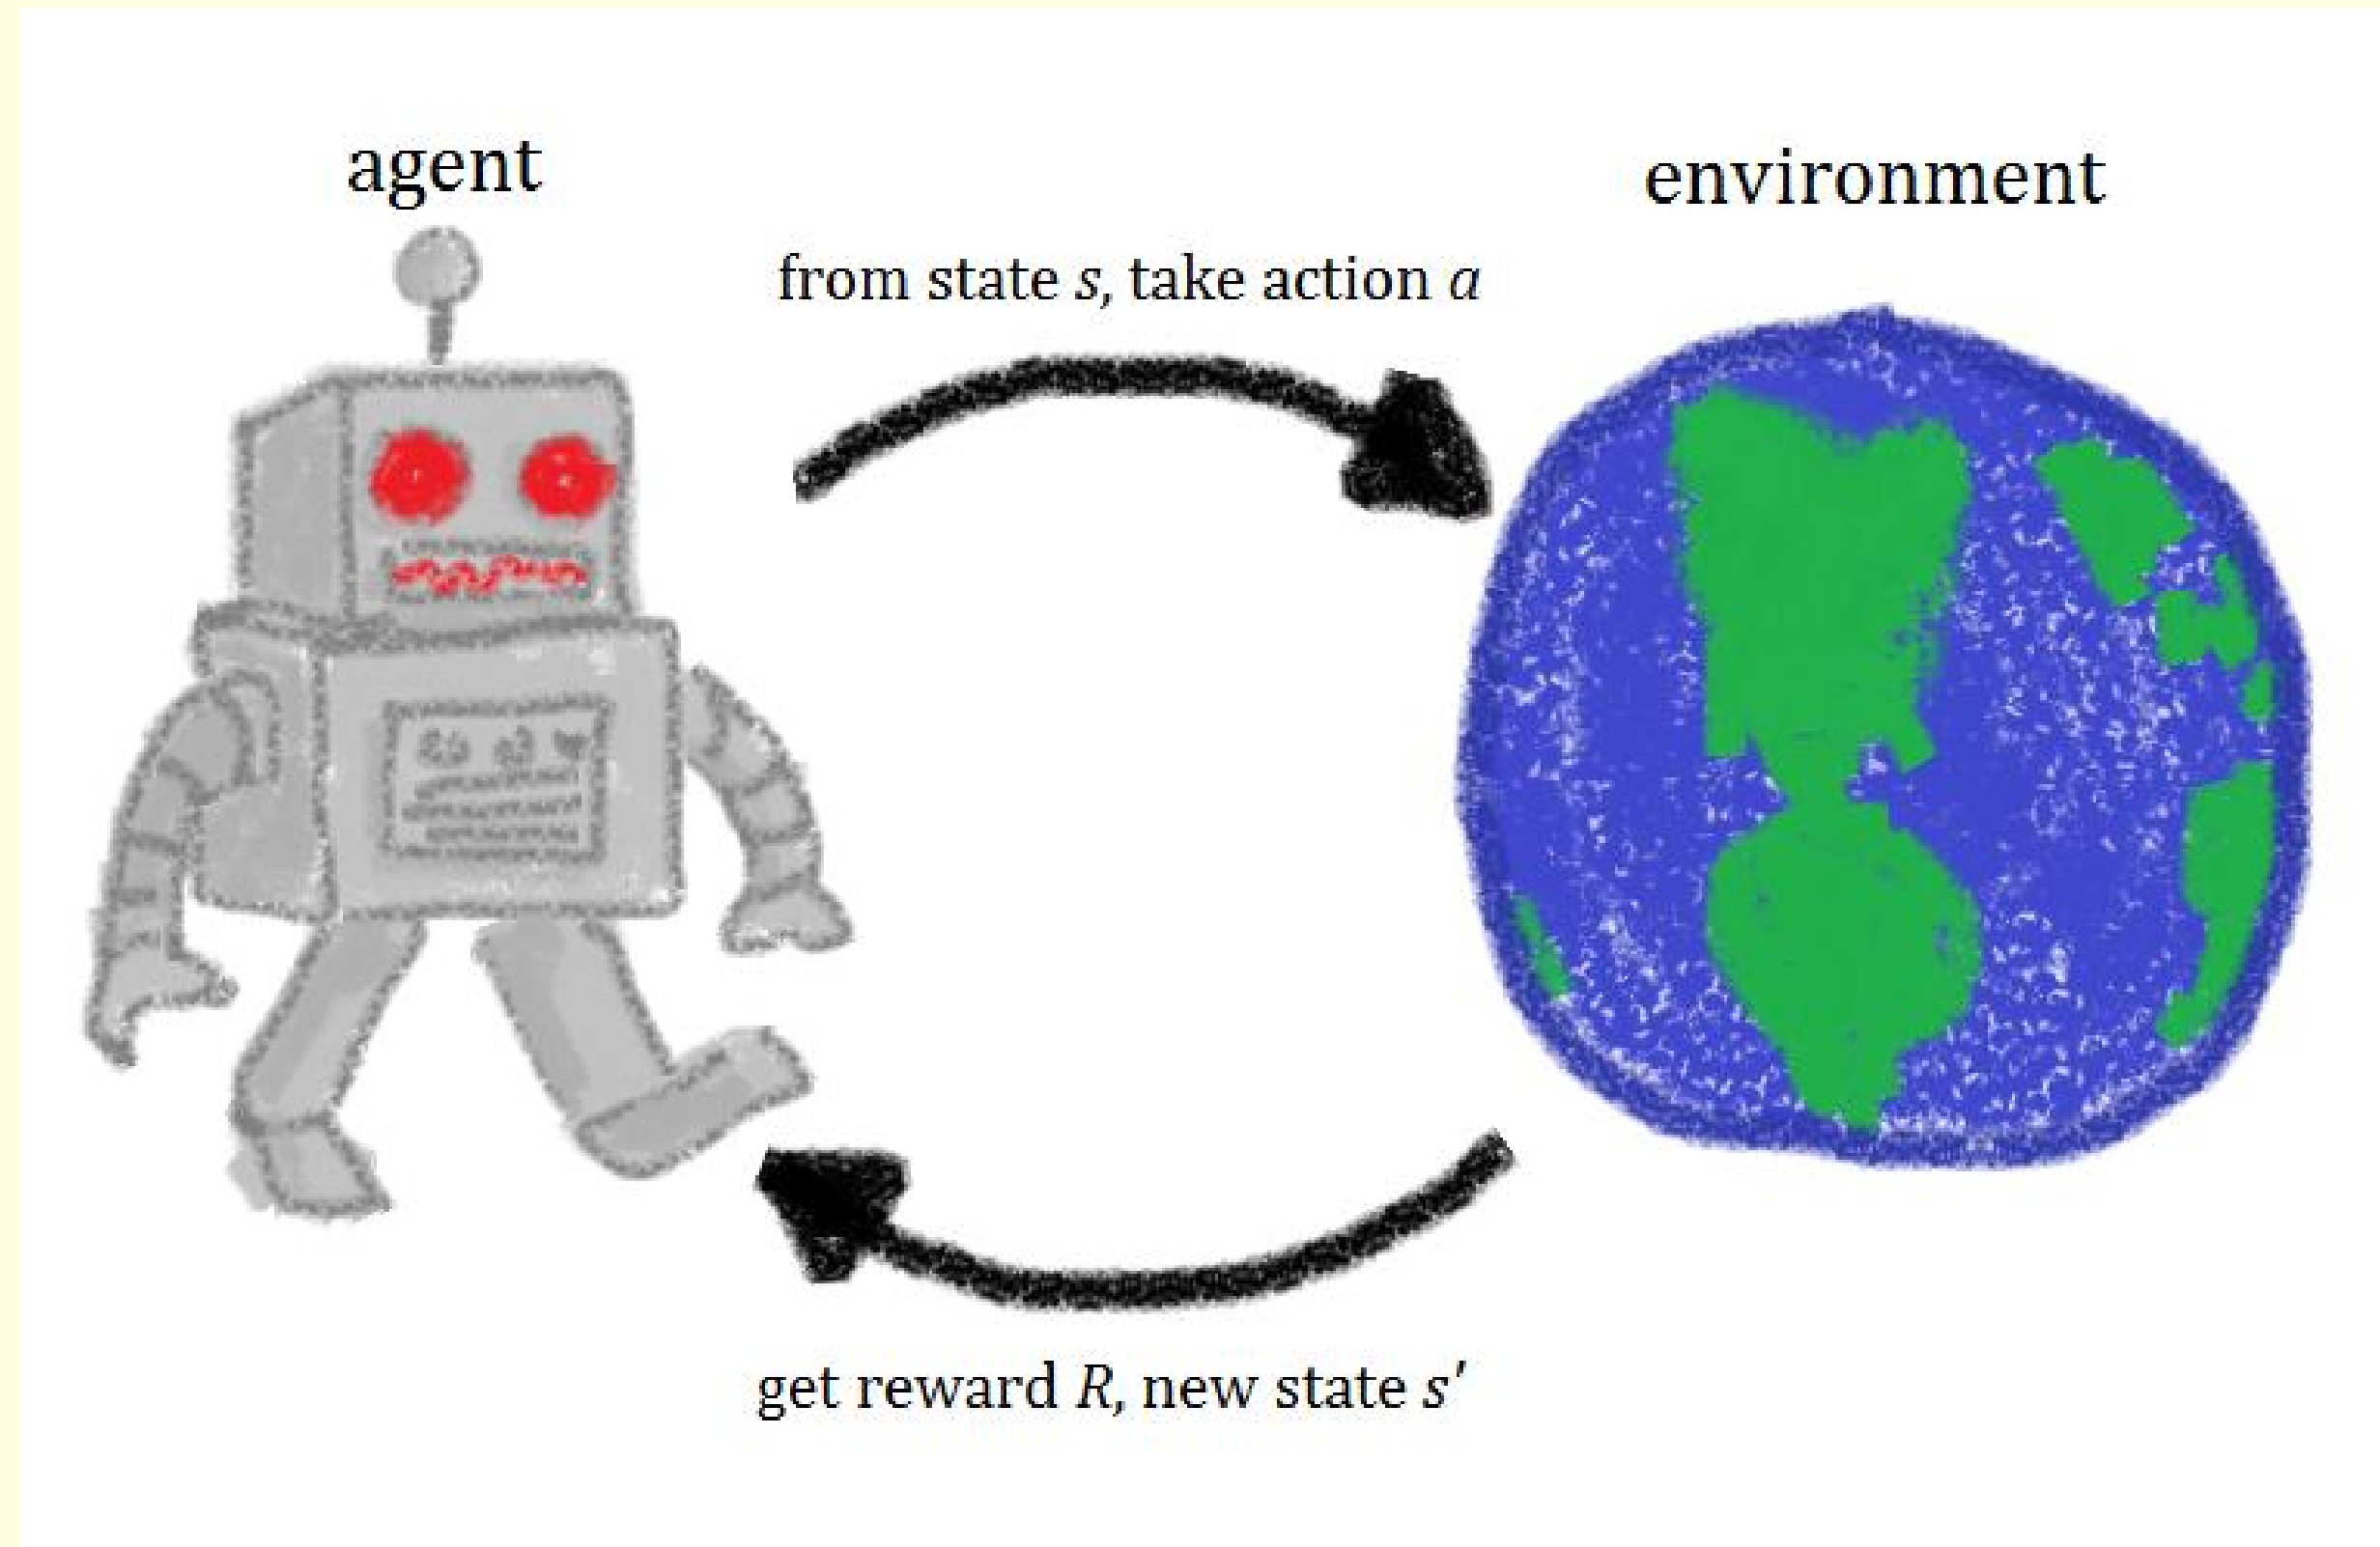 agent
environment
from state s, take action a
get reward R, new state s′